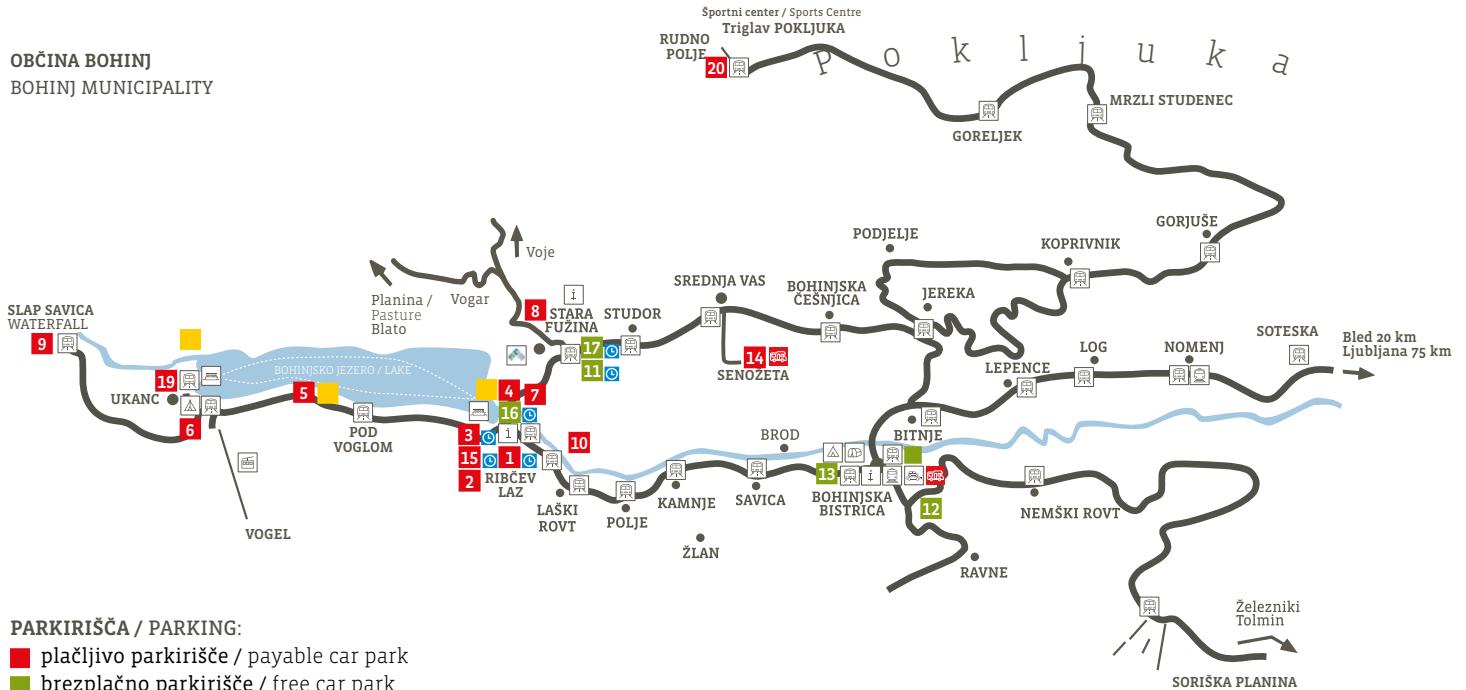 OBČINA BOHINJ
BOHINJ MUNICIPALITY
Športni center / Sports Centre
Triglav POKLJUKA
RUDNO
POLJE
20
Pokljuka
MRZLI STUDENEC
GORELJEK
GORJUŠE
PODJELJE
KOPRIVNIK
JEREKA
Voje
Vogar
Planina /
Pasture
Blato
8
i
STARA
FUŽINA
STUDOR
17
11
SREDNJA VAS
BOHINJSKA
ČEŠNJICA
14
SENOŽETA
SOTESKA
Bled 20 km
Ljubljana 75 km
LOG
NOMENJ
LEPENCE
BITNJE
SLAP SAVICA
WATERFALL
9
19
UKANC
6
BOHINJSKO JEZERO / LAKE
5
POD
VOGLOM
VOGEL
4
7
16
3
i
15
1
2
RIBČEV
LAZ
10
LAŠKI
ROVT
POLJE
KAMNJE
ŽLAN
SAVICA
BROD
13
i
BOHINJSKA
BISTRICA
12
RAVNE
NEMŠKI ROVT
Železniki
Tolmin
SORIŠKA PLANINA
PARKIRIŠČA / PARKING:
plačljivo parkirišče / payable car park
brezplačno parkirišče / free car park